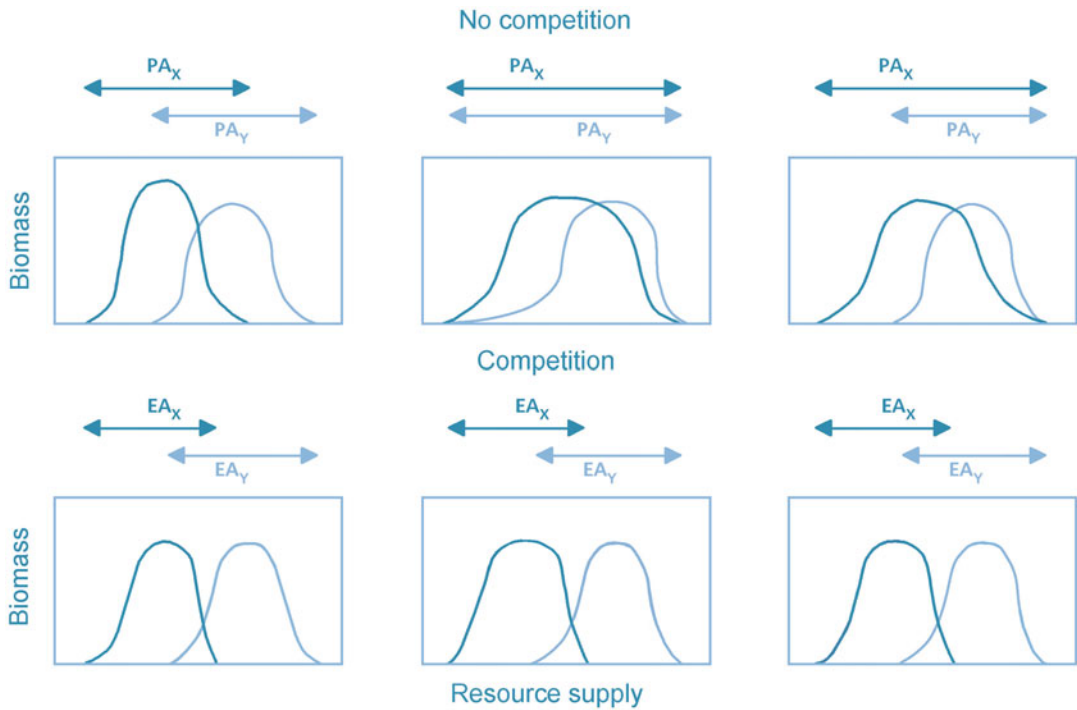 No competition
PAX PAX PAX
PAY PAY PAY
Biomass
Competition
EAX EAX EAX
EAY EAY EAY
Biomass
Resource supply